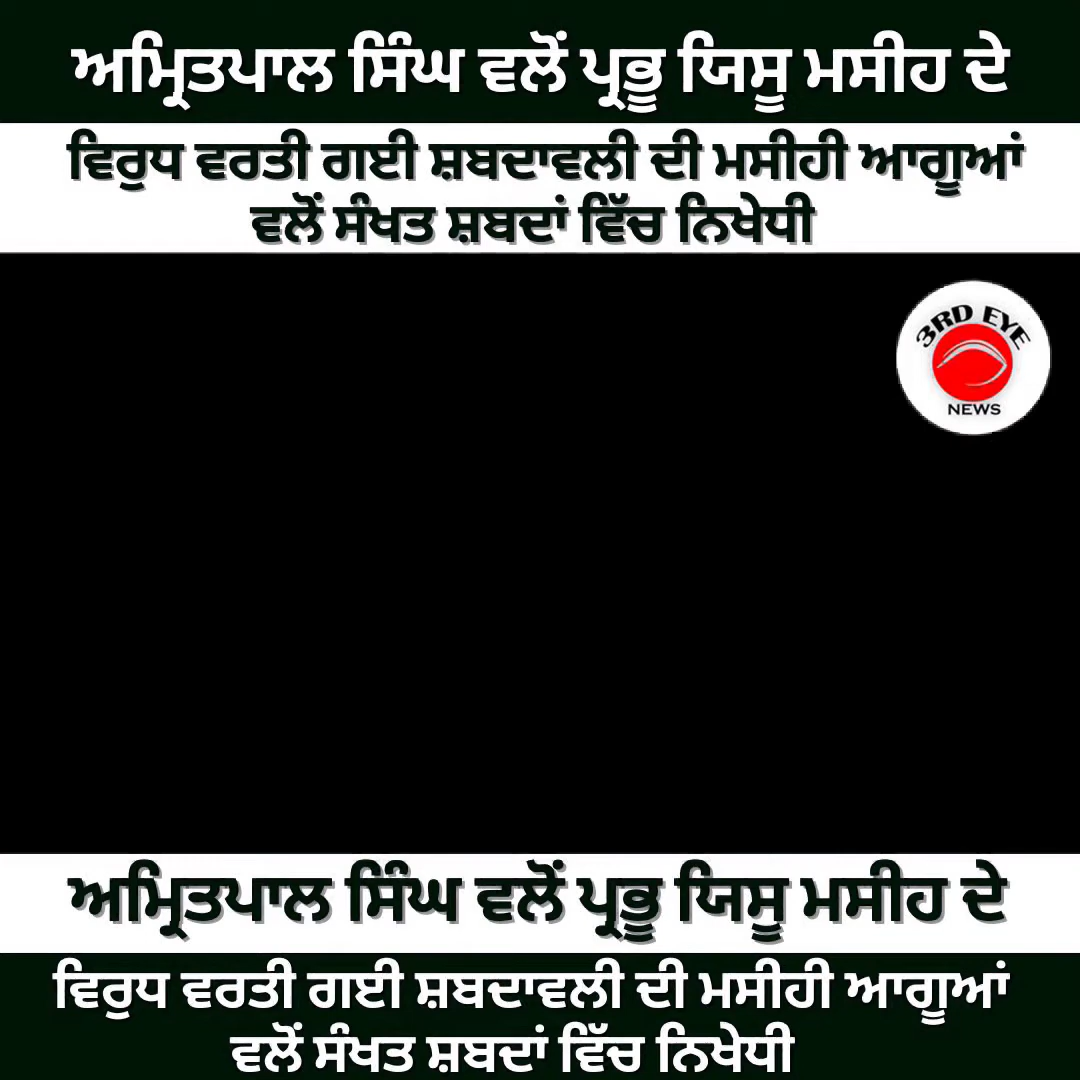 ਅਮ੍ਰਿਤਪਾਲ ਸਿੰਘ ਵਲੋਂ ਪ੍ਰਭੂ ਯਿਸੂ ਮਸੀਹ ਦੇ
ਵਿਰੁਧ ਵਰਤੀ ਗਈ ਸ਼ਬਦਾਵਲੀ ਦੀ ਮਸੀਹੀ ਆਗੂਆਂ
ਵਲੋਂ ਸੰਖਤ ਸ਼ਬਦਾਂ ਵਿੱਚ ਨਿਖੇਧੀ
3RD EYE
NEWS
ਅਮ੍ਰਿਤਪਾਲ ਸਿੰਘ ਵਲੋਂ ਪ੍ਰਭੂ ਯਿਸੂ ਮਸੀਹ ਦੇ
ਵਿਰੁਧ ਵਰਤੀ ਗਈ ਸ਼ਬਦਾਵਲੀ ਦੀ ਮਸੀਹੀ ਆਗੂਆਂ
ਵਲੋਂ ਸੰਖਤ ਸ਼ਬਦਾਂ ਵਿੱਚ ਨਿਖੇਧੀ